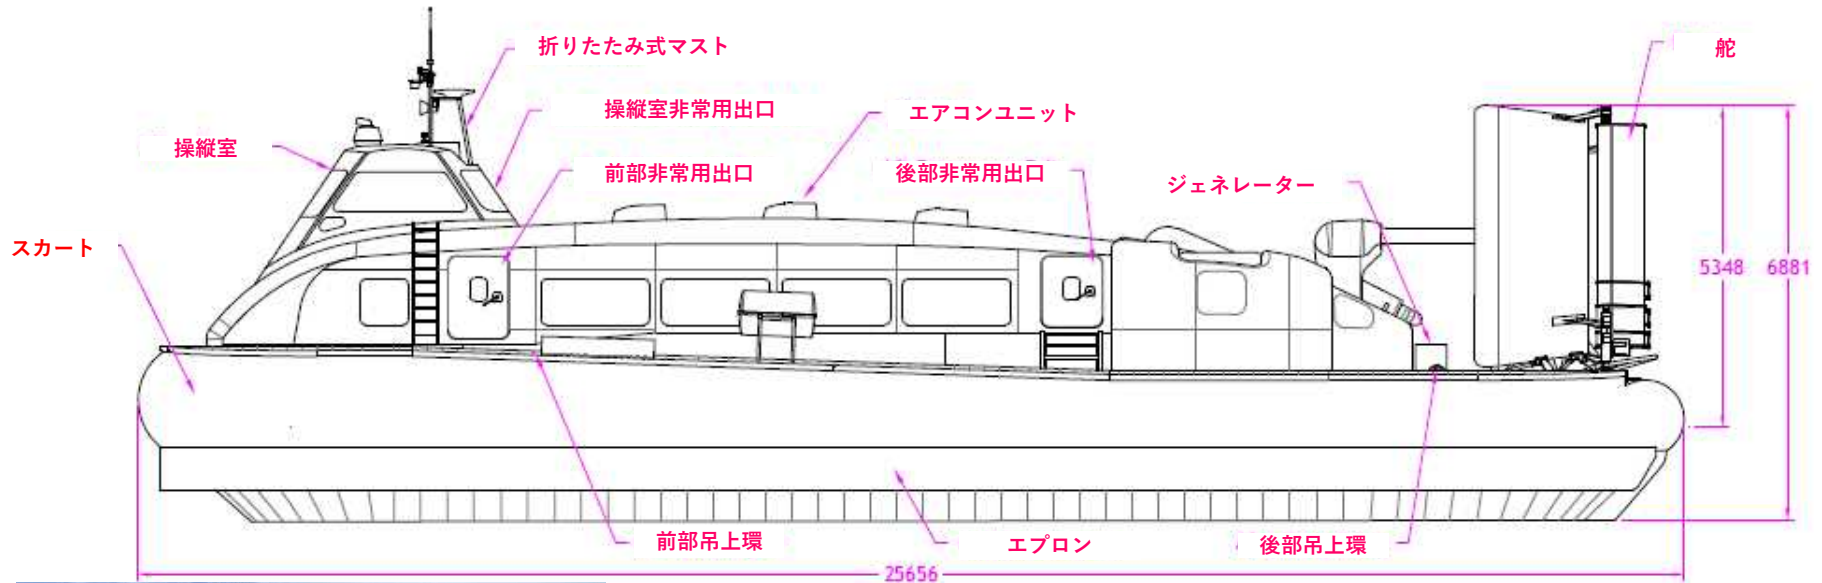 折りたたみ式マスト
舵
操縦室非常用出口
エアコンユニット
操縦室
前部非常用出口
後部非常用出口
ジェネレーター
スカート
5348
6881
前部吊上環
エプロン
後部吊上環
25656